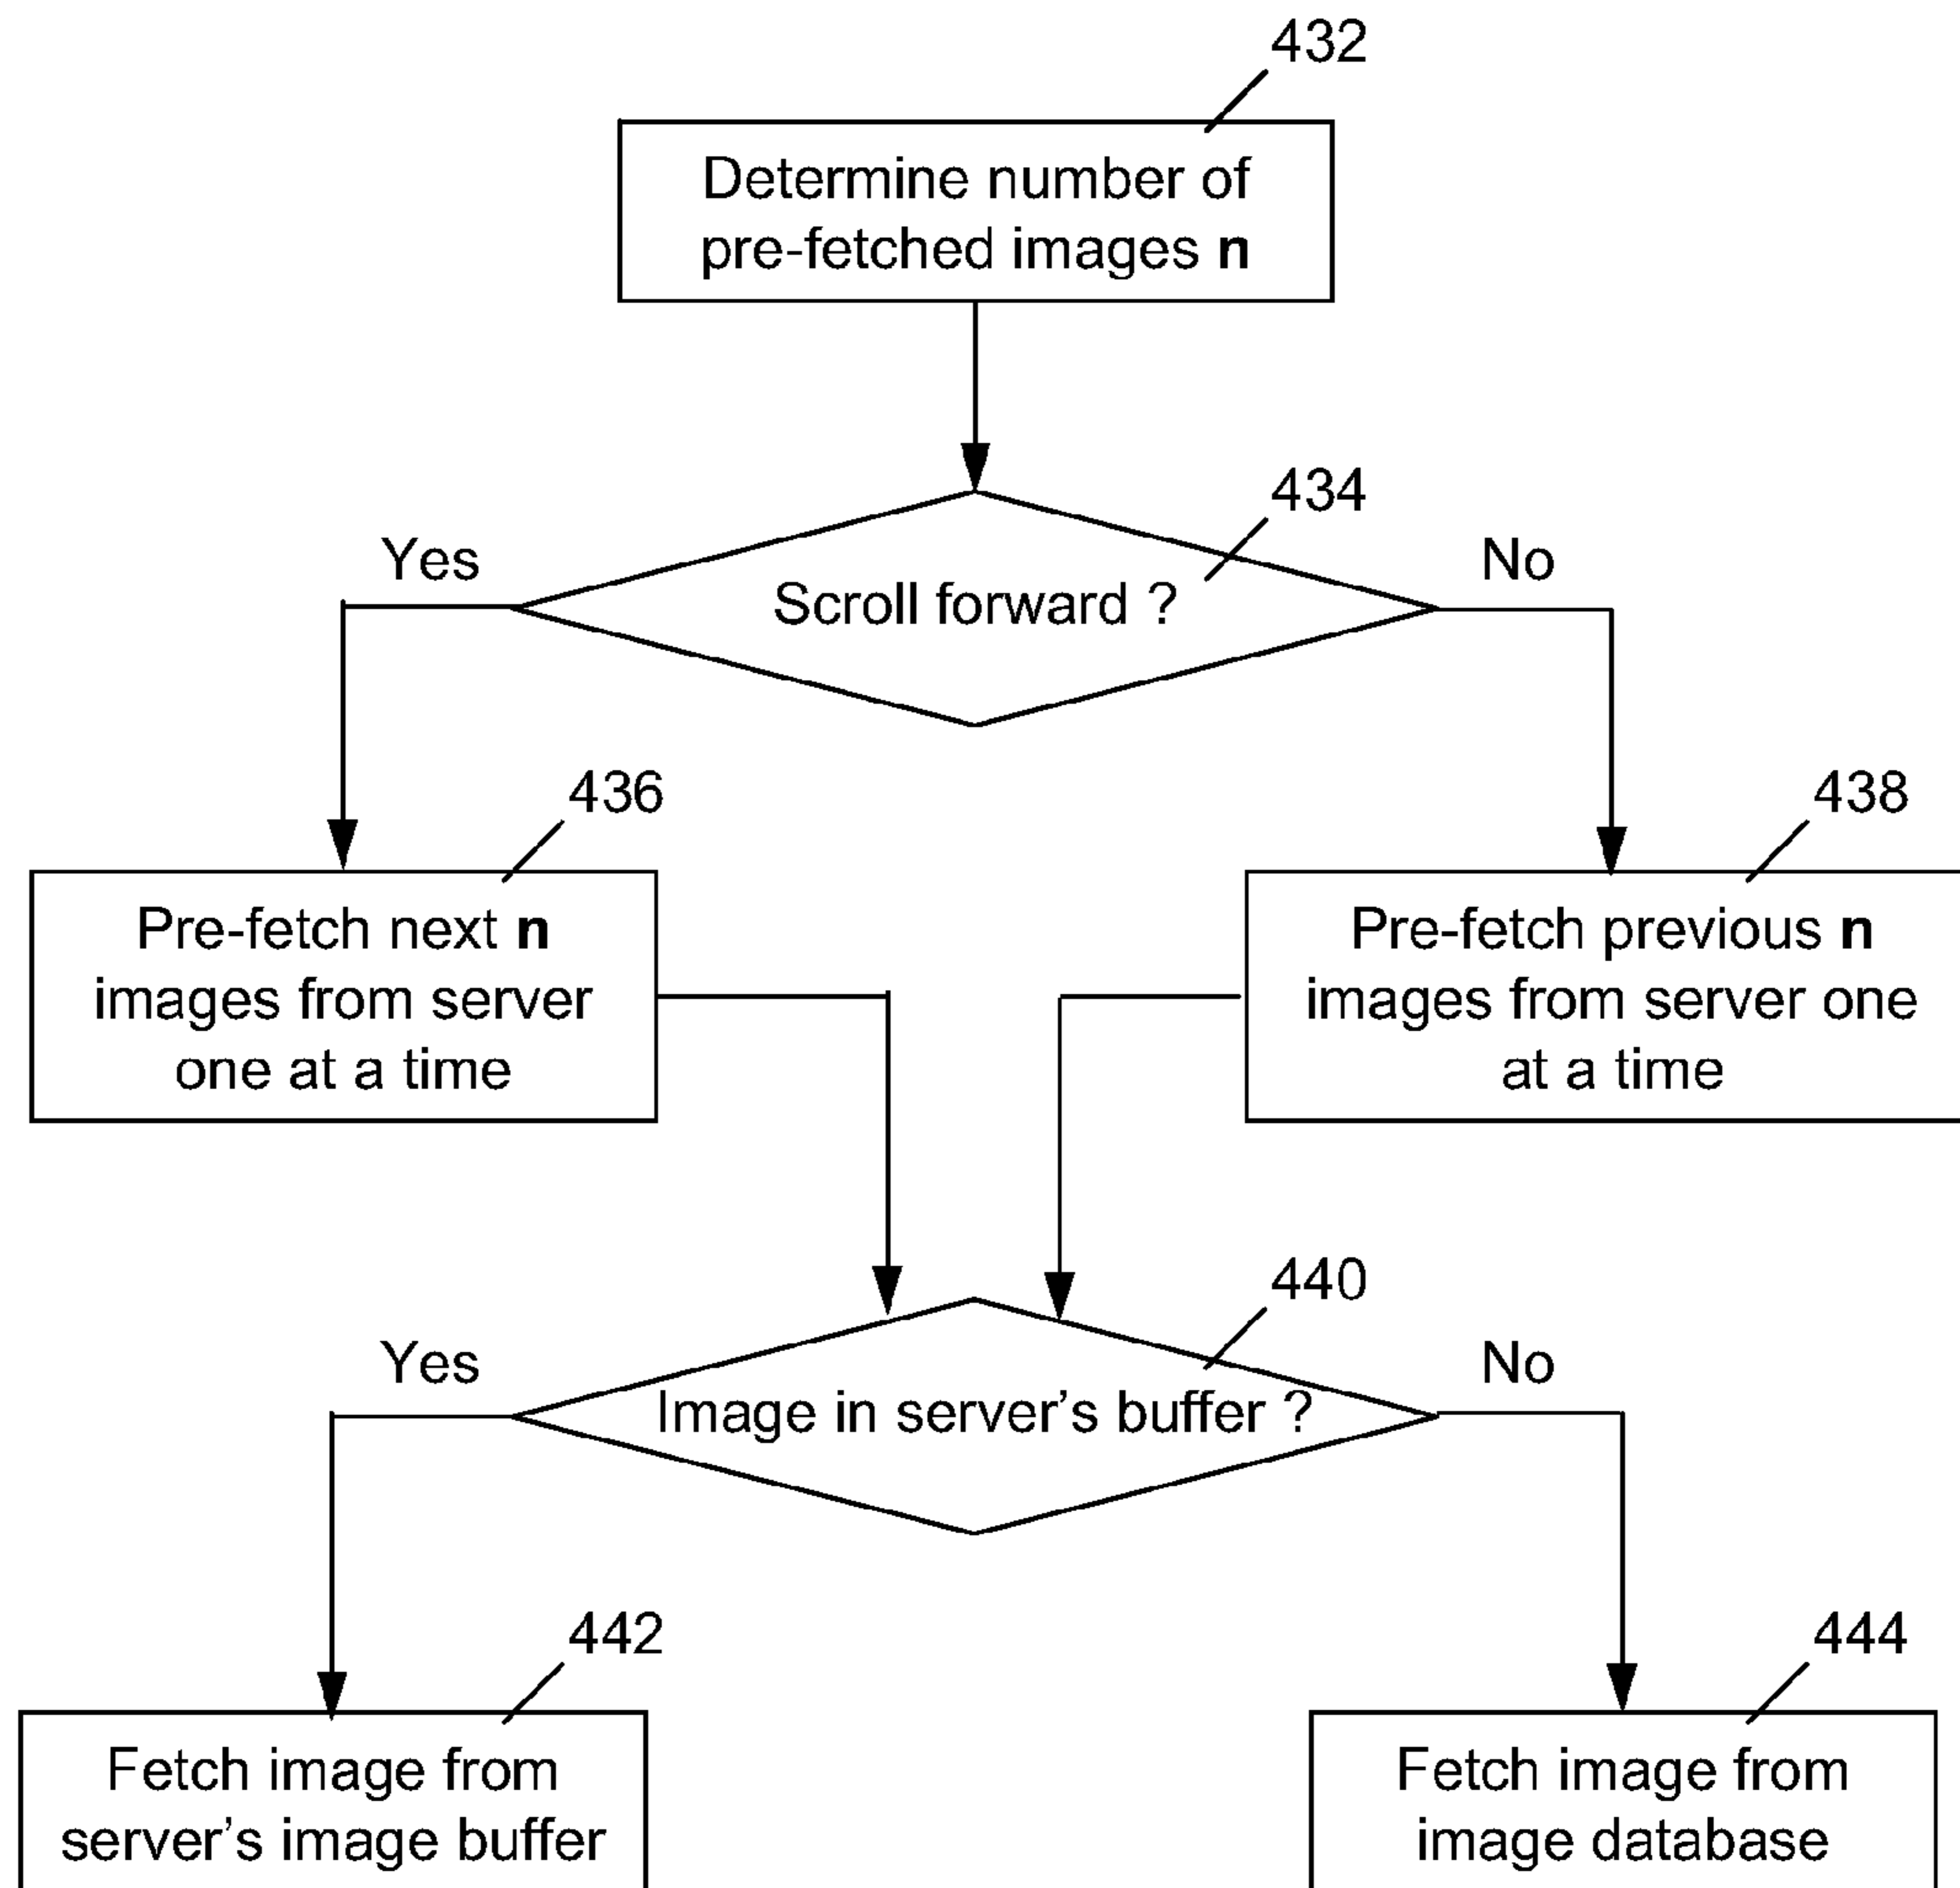 432
Determine number of
pre-fetched images n
434
Yes
No
Scroll forward ?
436
438
Pre-fetch next n
images from server
one at a time
Pre-fetch previous n
images from server one
at a time
440
Yes
No
Image in server's buffer ?
442
444
Fetch image from
server's image buffer
Fetch image from
image database